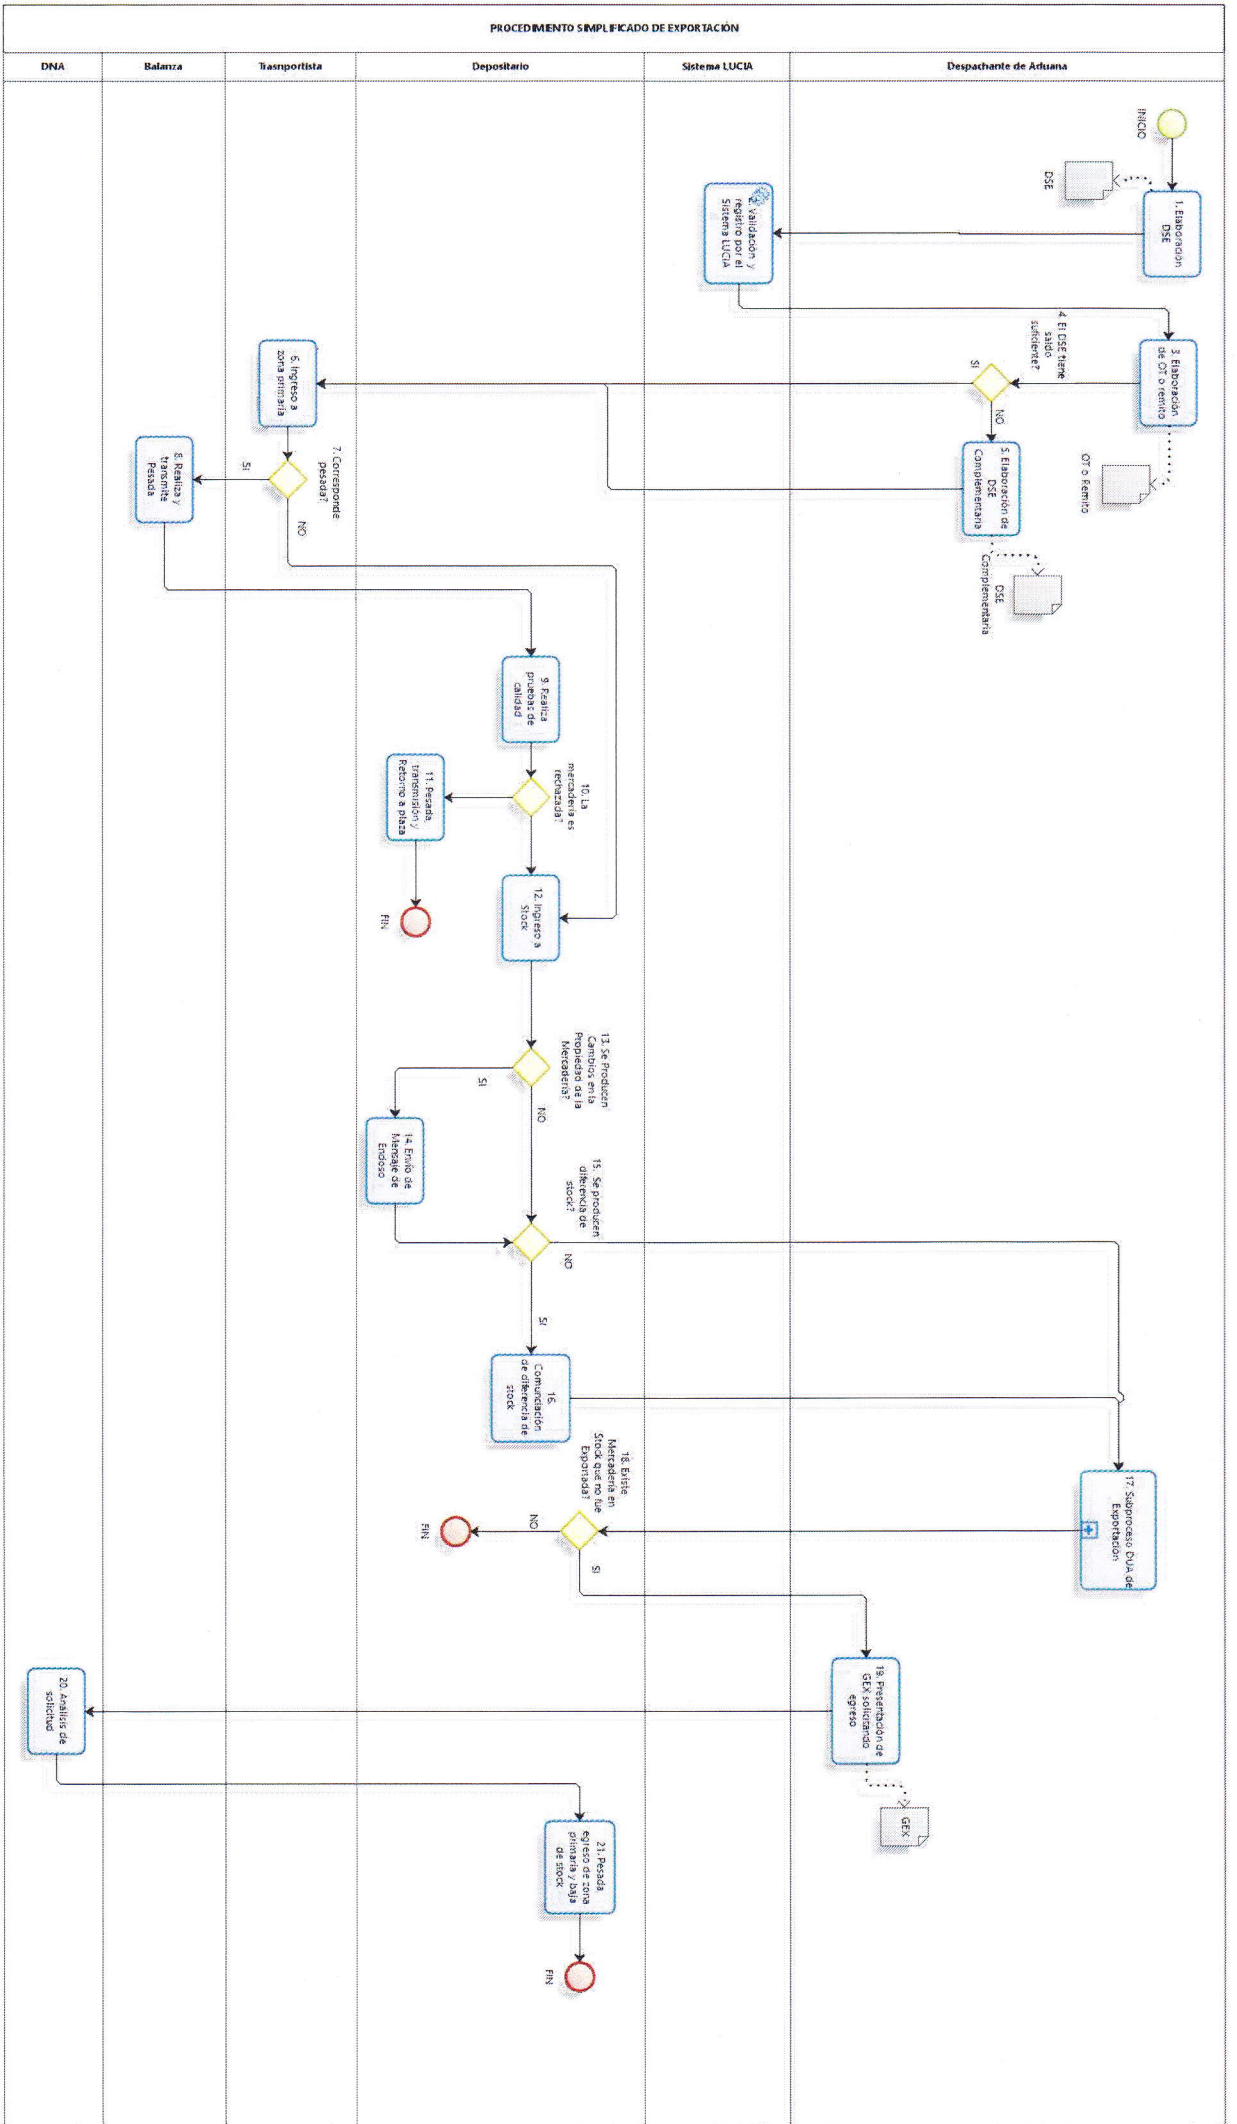 PROCEDIMIENTO SIMPLIFICADO DE EXPORTACIÓN
DNA
Balanza
Trasnportista
Depositario
Sistema LUCIA
Despachante de Aduana
INICIO
1. Elaboración
DSE
DSE
2. Validación y
registro por el
Sistema LUCIA
3. Elaboración
de OT o remito
OT o Remito
4. El DSE tiene
saldo
suficiente?
SI
NO
5. Elaboración de
DSE
Complementaria
DSE
Complementaria
6. Ingreso a
zona primaria
7. Corresponde
pesada?
SI
NO
8. Realiza y
transmite
Pesada
9. Realiza
pruebas de
calidad
10. La
mercadería es
rechazada?
11. Pesada,
transmisión y
Retorno a plaza
FIN
12. Ingreso a
Stock
13. Se Producen
Cambios en la
Propiedad de la
Mercadería?
SI
NO
14. Envío de
Mensaje de
Endoso
15. Se producen
diferencia de
stock?
NO
SI
16.
Comunciación
de diferencia de
stock
17. Subproceso DUA de
Exportación
18. Existe
Mercadería en
Stock que no fue
Exportada?
NO
FIN
SI
19. Presentación de
GEX solicitando
egreso
GEX
20. Análisis de
solicitud
21. Pesada,
egreso de zona
primaria y baja
de stock
FIN